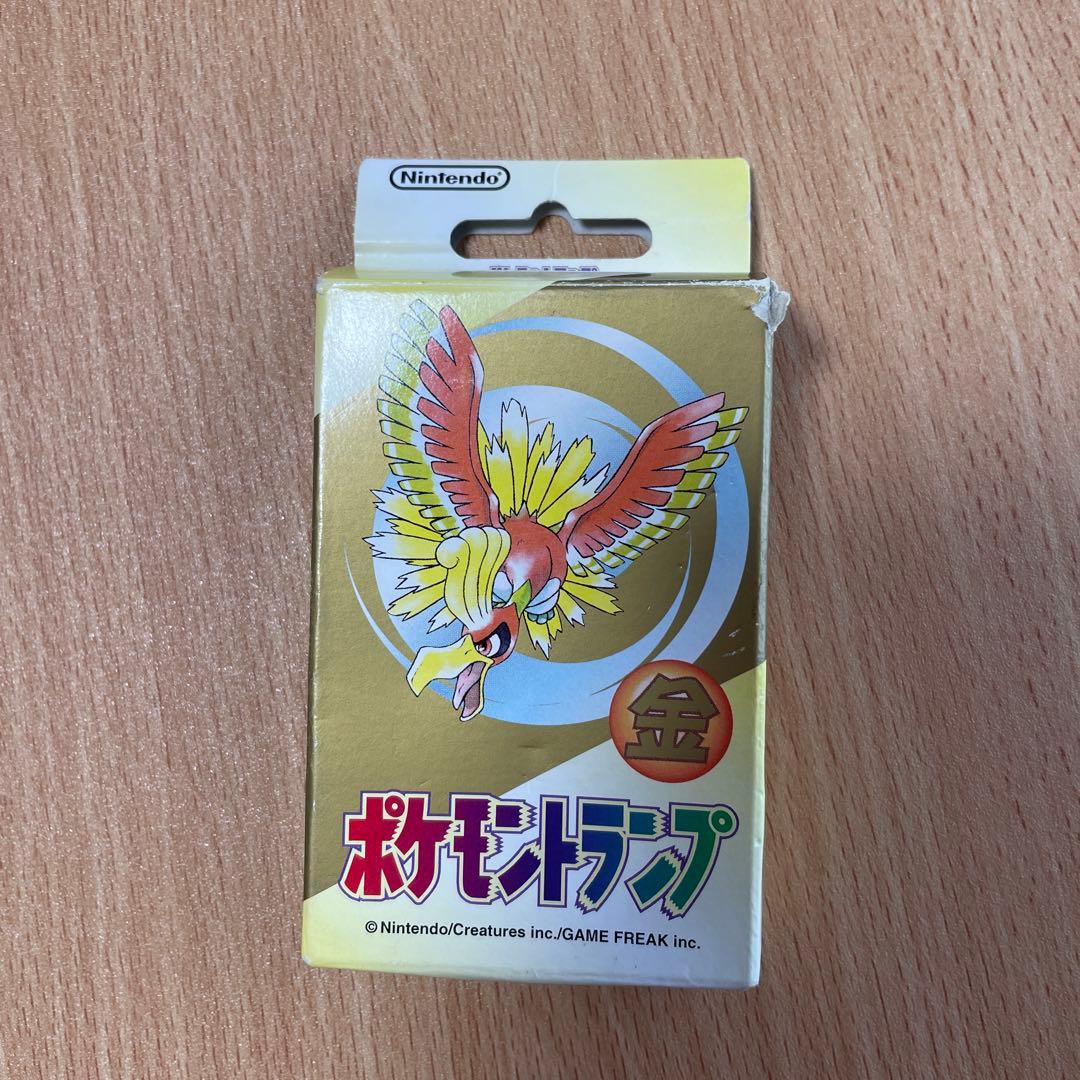 Nintendo®
金
ポケモントランプ
©Nintendo/Creatures inc./GAME FREAK inc.